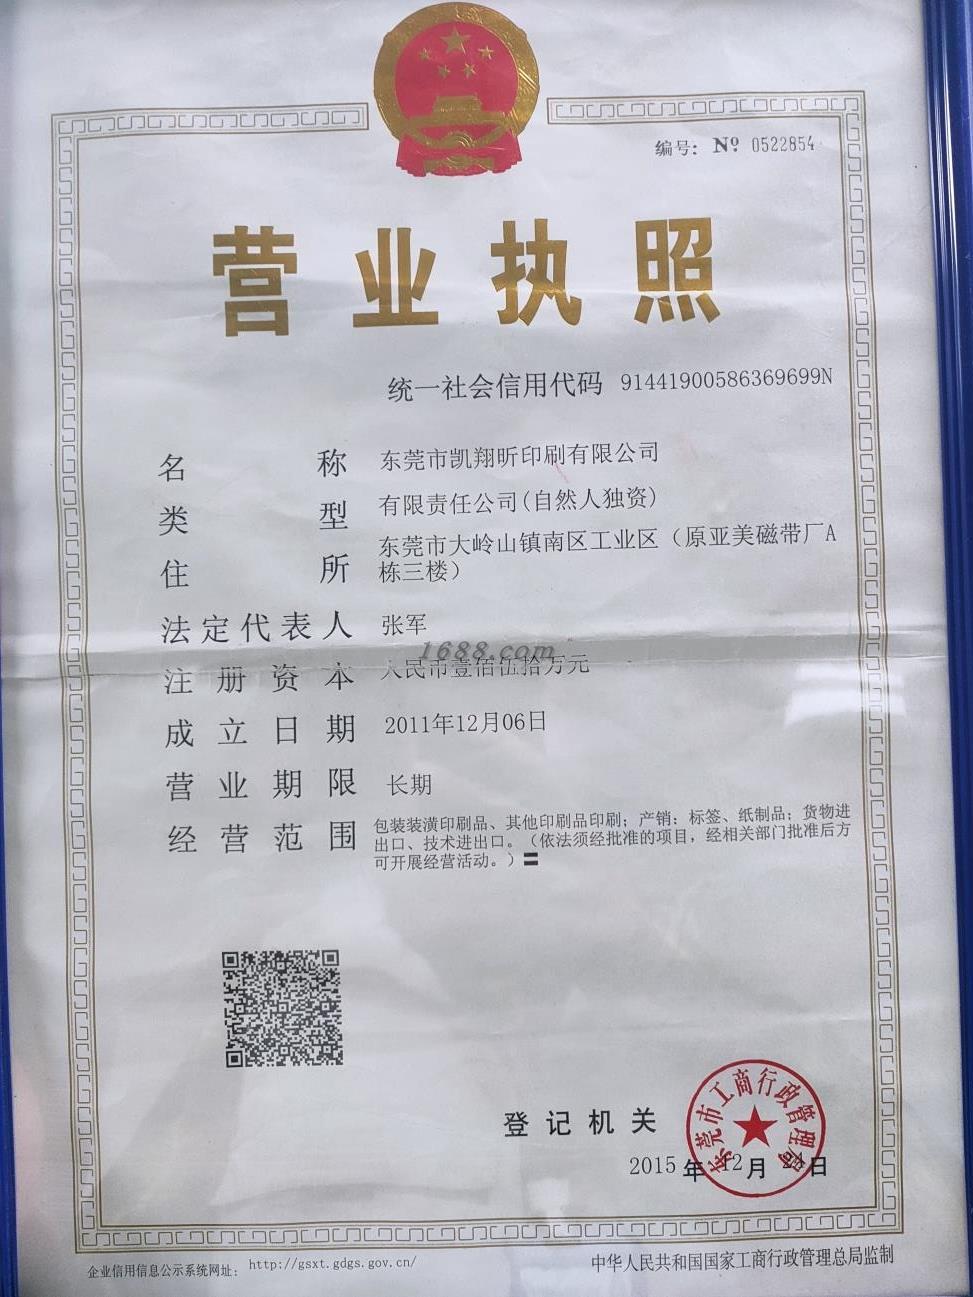 编号: Nº 0522854
营业执照
统一社会信用代码 91441900586369699N
名称 东莞市凯翔昕印刷有限公司
类型 有限责任公司(自然人独资)
住所 东莞市大岭山镇南区工业区（原亚美磁带厂A
栋三楼）
法定代表人 张军
1688.com
注册资本 人民币壹佰伍拾万元
成立日期 2011年12月06日
营业期限 长期
经营范围 包装装潢印刷品、其他印刷品印刷；产销：标签、纸制品；货物进
出口、技术进出口。（依法须经批准的项目，经相关部门批准后方
可开展经营活动。）
登记机关
东莞市工商行政管理局
2015年12月 日
企业信用信息公示系统网址： http://gsxt.gdgs.gov.cn/
中华人民共和国国家工商行政管理总局监制